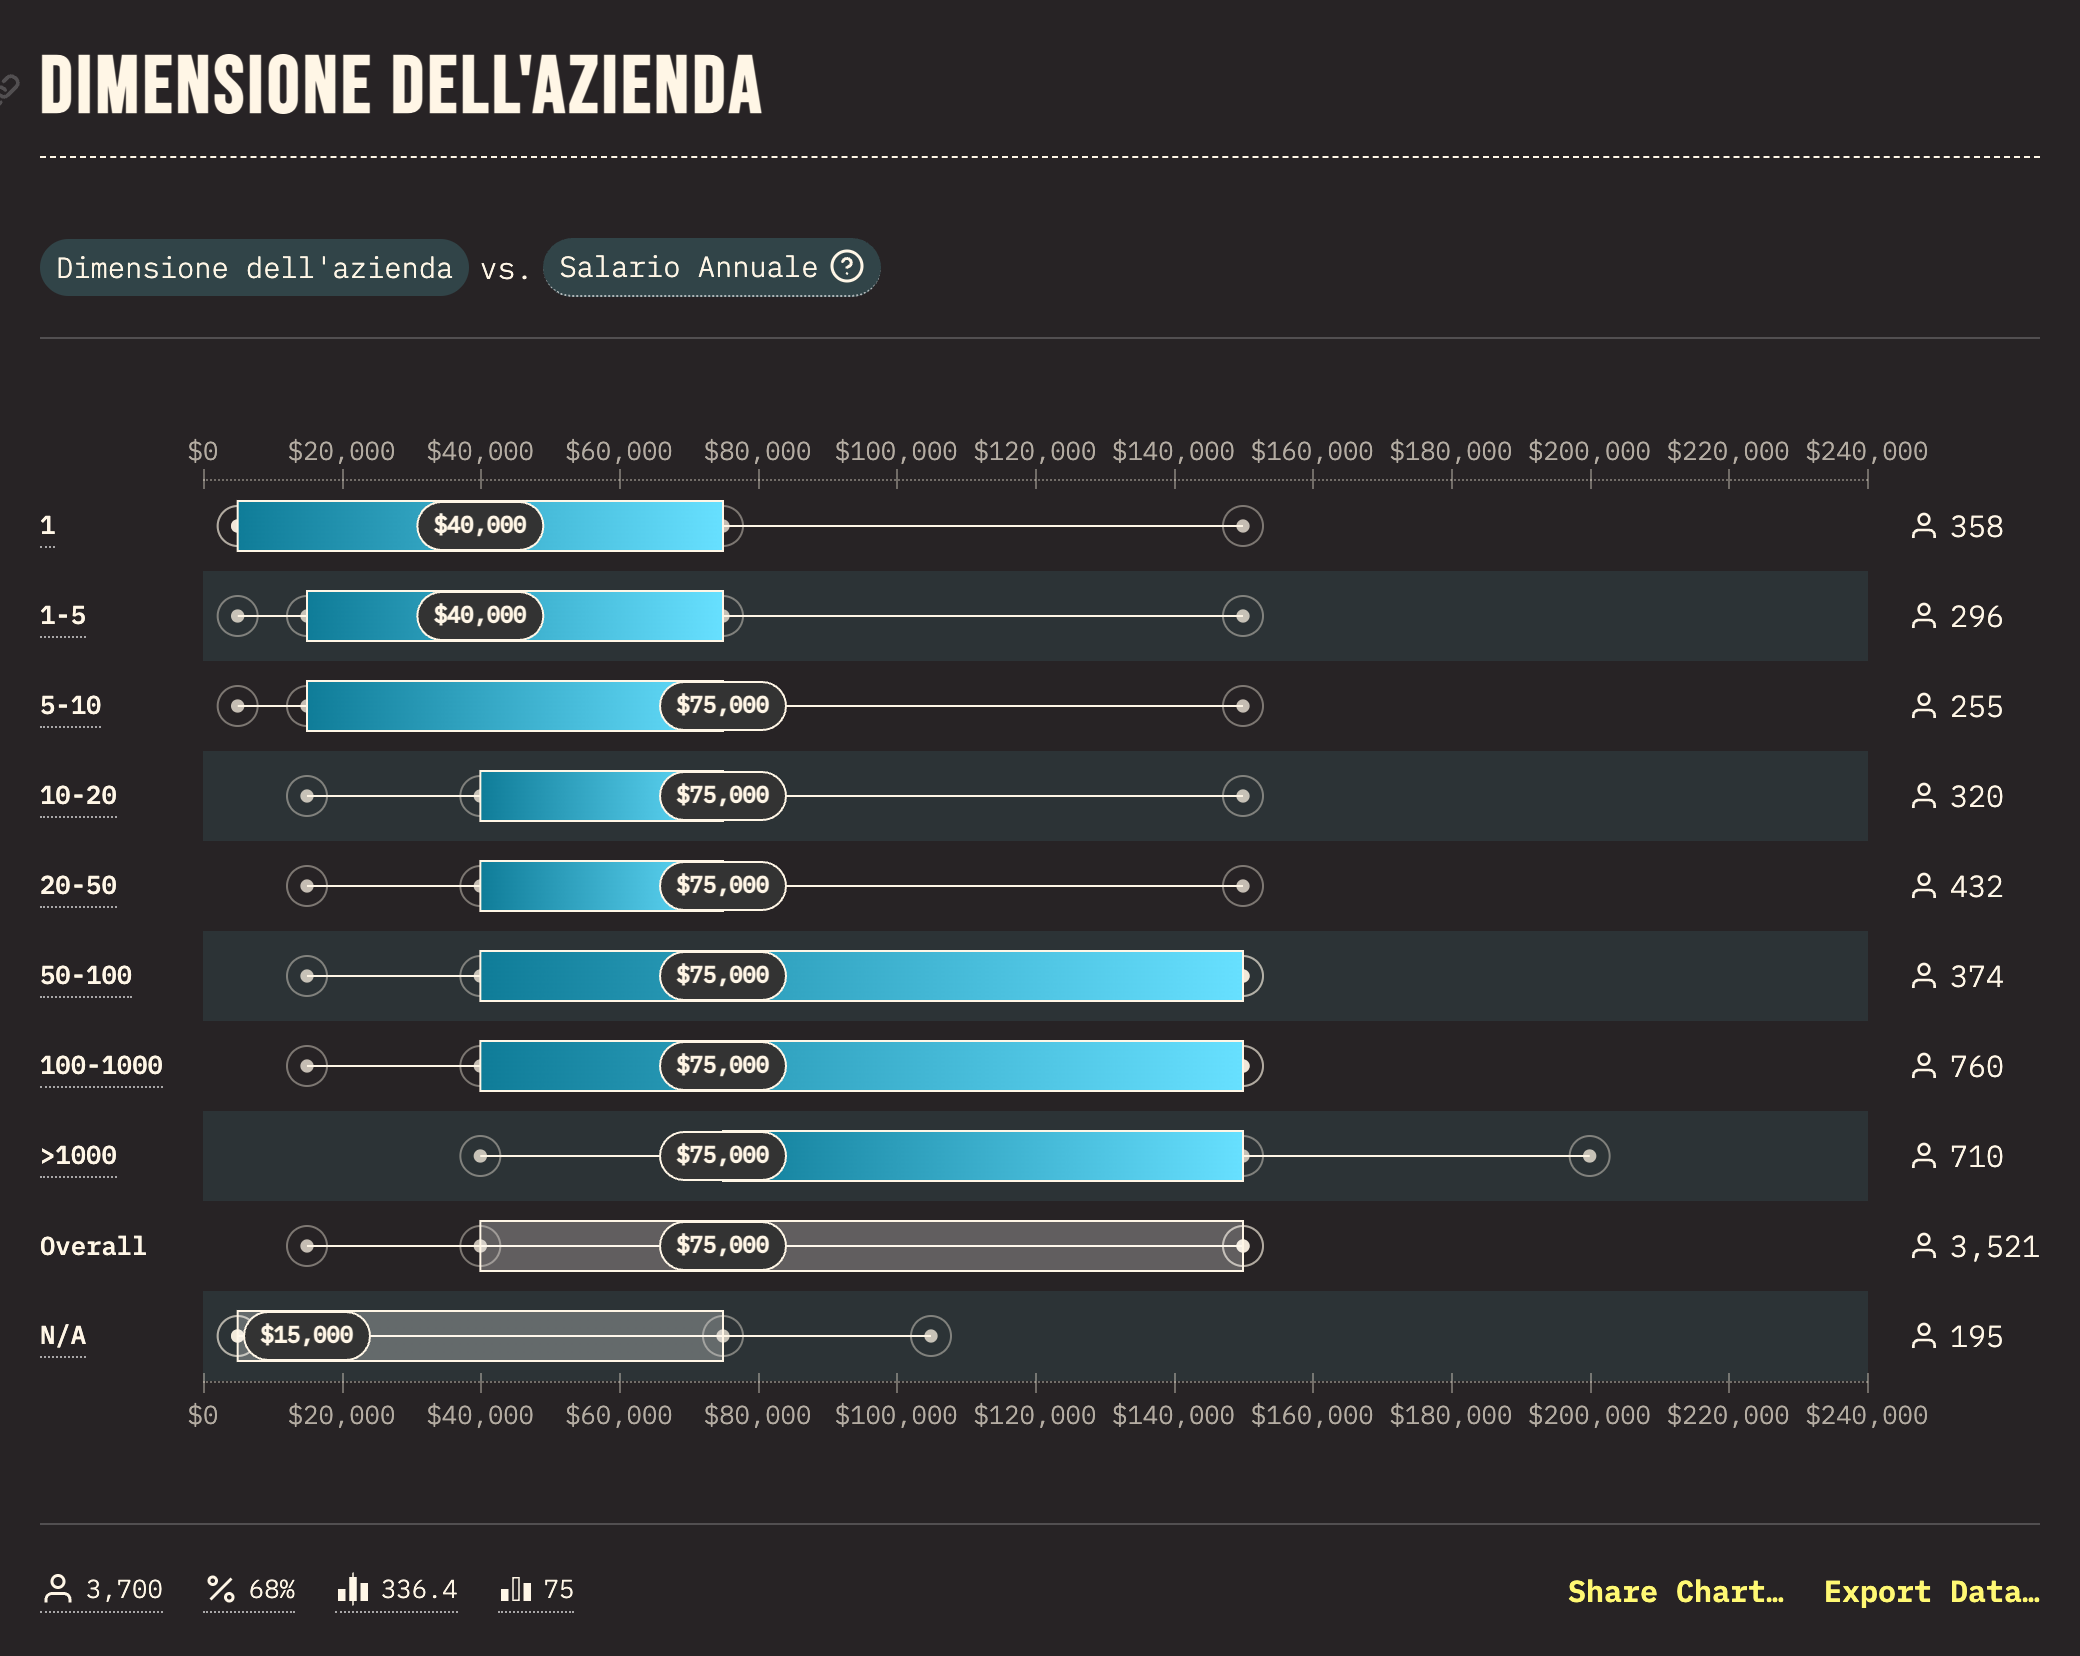 DIMENSIONE DELL'AZIENDA
Dimensione dell'azienda vs. Salario Annuale ?
$0 $20,000 $40,000 $60,000 $80,000 $100,000 $120,000 $140,000 $160,000 $180,000 $200,000 $220,000 $240,000
1 $40,000 358
1-5 $40,000 296
5-10 $75,000 255
10-20 $75,000 320
20-50 $75,000 432
50-100 $75,000 374
100-1000 $75,000 760
>1000 $75,000 710
Overall $75,000 3,521
N/A $15,000 195
$0 $20,000 $40,000 $60,000 $80,000 $100,000 $120,000 $140,000 $160,000 $180,000 $200,000 $220,000 $240,000
3,700 68% 336.4 75 Share Chart… Export Data…